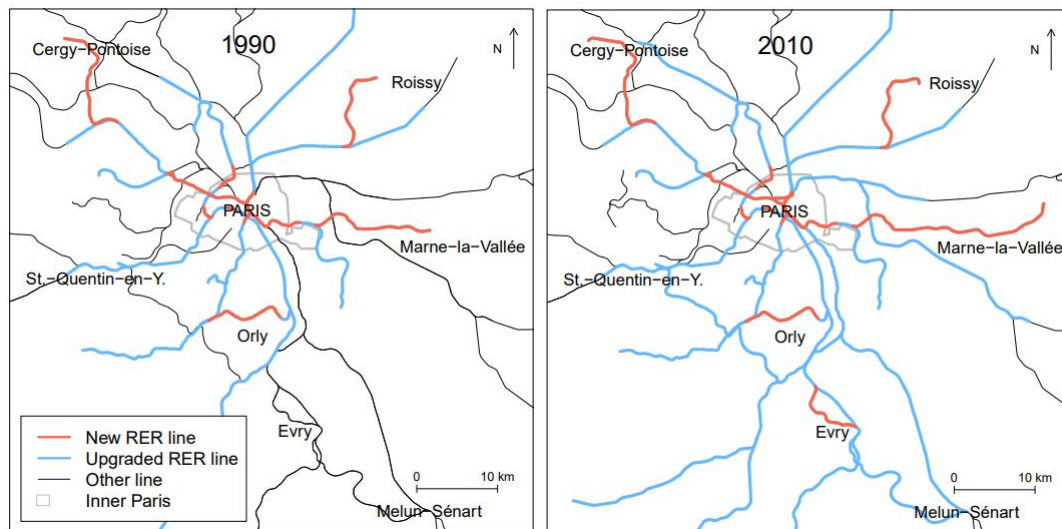 1990
Cergy−Pontoise
N
Roissy
PARIS
Marne−la−Vallée
St.−Quentin−en−Y.
Orly
Evry
New RER line
Upgraded RER line
Other line
Inner Paris
0 10 km
Melun−Sénart
2010
Cergy−Pontoise
N
Roissy
PARIS
Marne−la−Vallée
St.−Quentin−en−Y.
Orly
Evry
0 10 km
Melun−Sénart